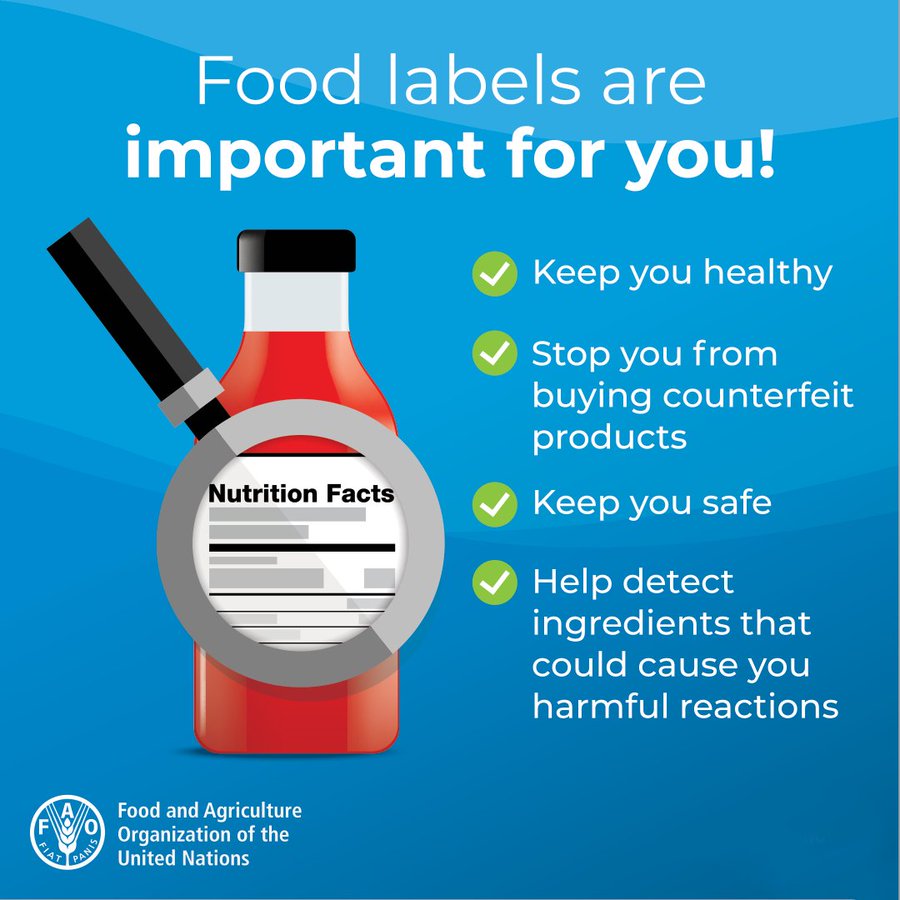 Food labels are
important for you!
Keep you healthy
Stop you from
buying counterfeit
products
Keep you safe
Help detect
ingredients that
could cause you
harmful reactions
Nutrition Facts
F A O
FIAT PANIS
Food and Agriculture
Organization of the
United Nations